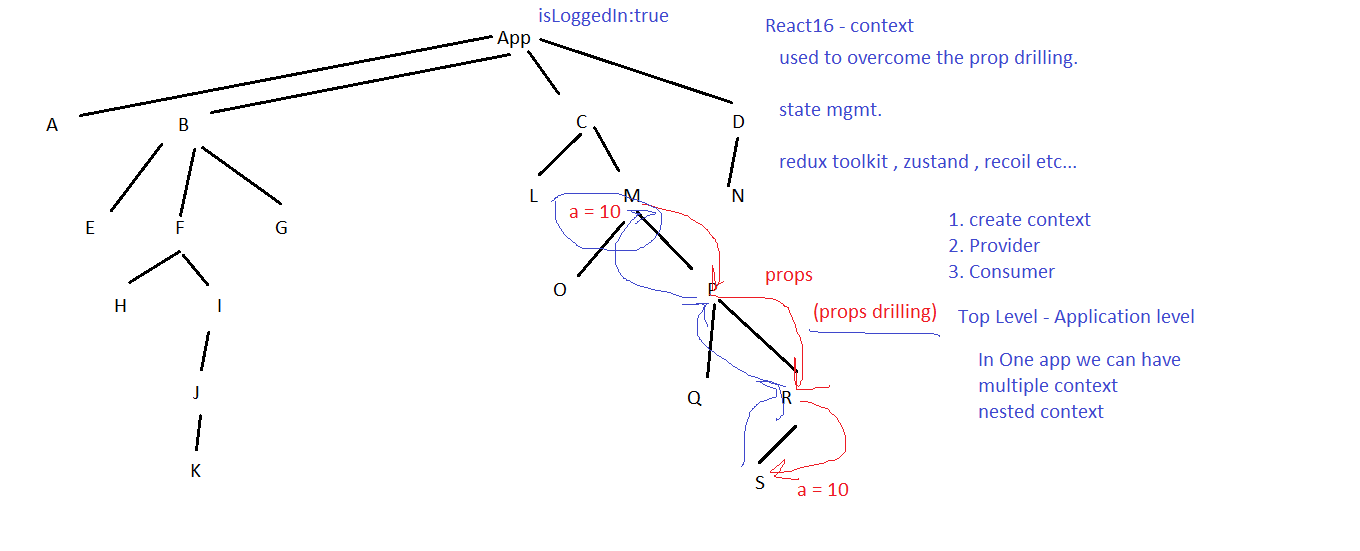 isLoggedIn:true
App
React16 - context
used to overcome the prop drilling.
state mgmt.
redux toolkit , zustand , recoil etc...
A
B
C
D
L
M
N
a = 10
E
F
G
1. create context
2. Provider
3. Consumer
O
P
props
H
I
(props drilling)
Top Level - Application level
In One app we can have
multiple context
nested context
J
Q
R
K
S
a = 10